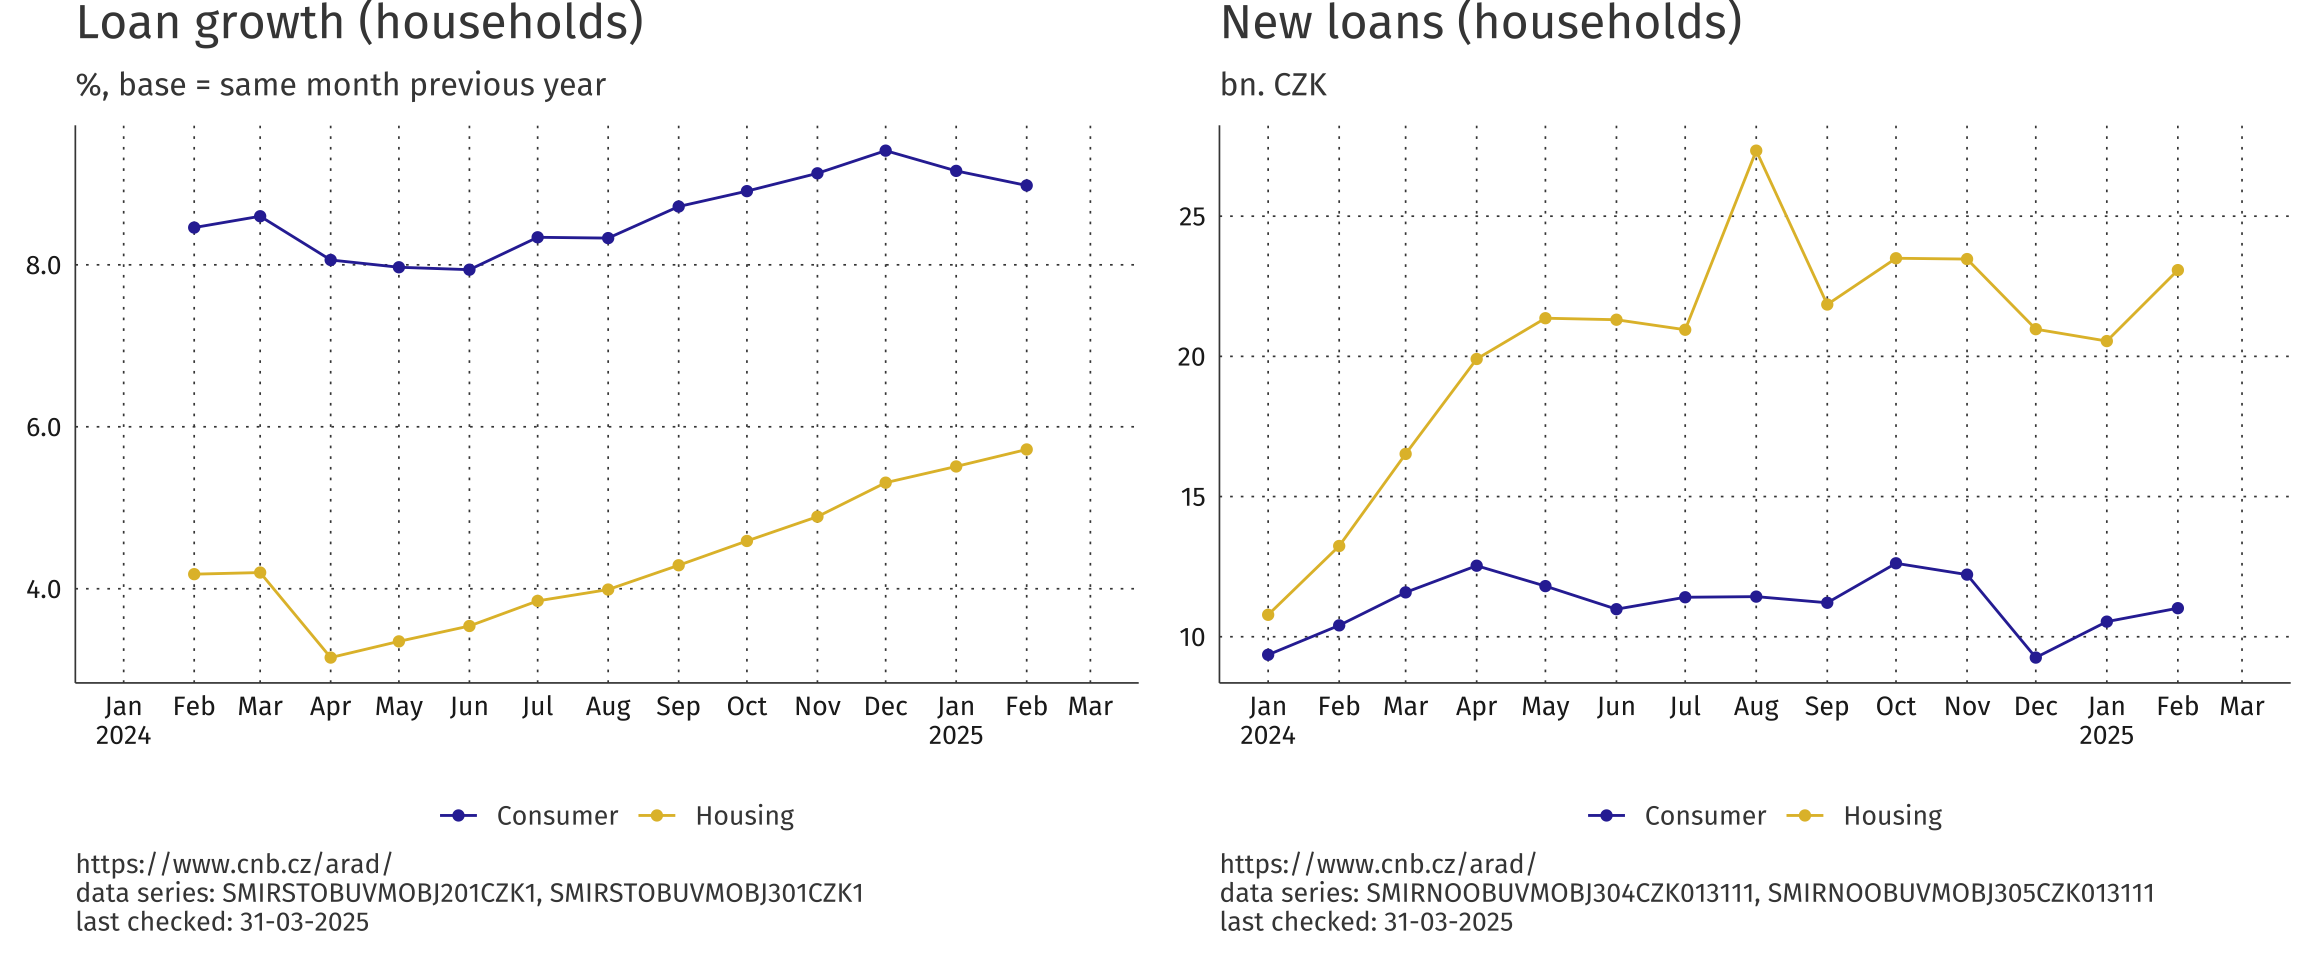 Loan growth (households)
%, base = same month previous year
8.0
6.0
4.0
Jan Feb Mar Apr May Jun Jul Aug Sep Oct Nov Dec Jan Feb Mar
2024 2025
Consumer Housing
https://www.cnb.cz/arad/
data series: SMIRSTOBUVMOBJ201CZK1, SMIRSTOBUVMOBJ301CZK1
last checked: 31-03-2025
New loans (households)
bn. CZK
25
20
15
10
Jan Feb Mar Apr May Jun Jul Aug Sep Oct Nov Dec Jan Feb Mar
2024 2025
Consumer Housing
https://www.cnb.cz/arad/
data series: SMIRNOOBUVMOBJ304CZK013111, SMIRNOOBUVMOBJ305CZK013111
last checked: 31-03-2025